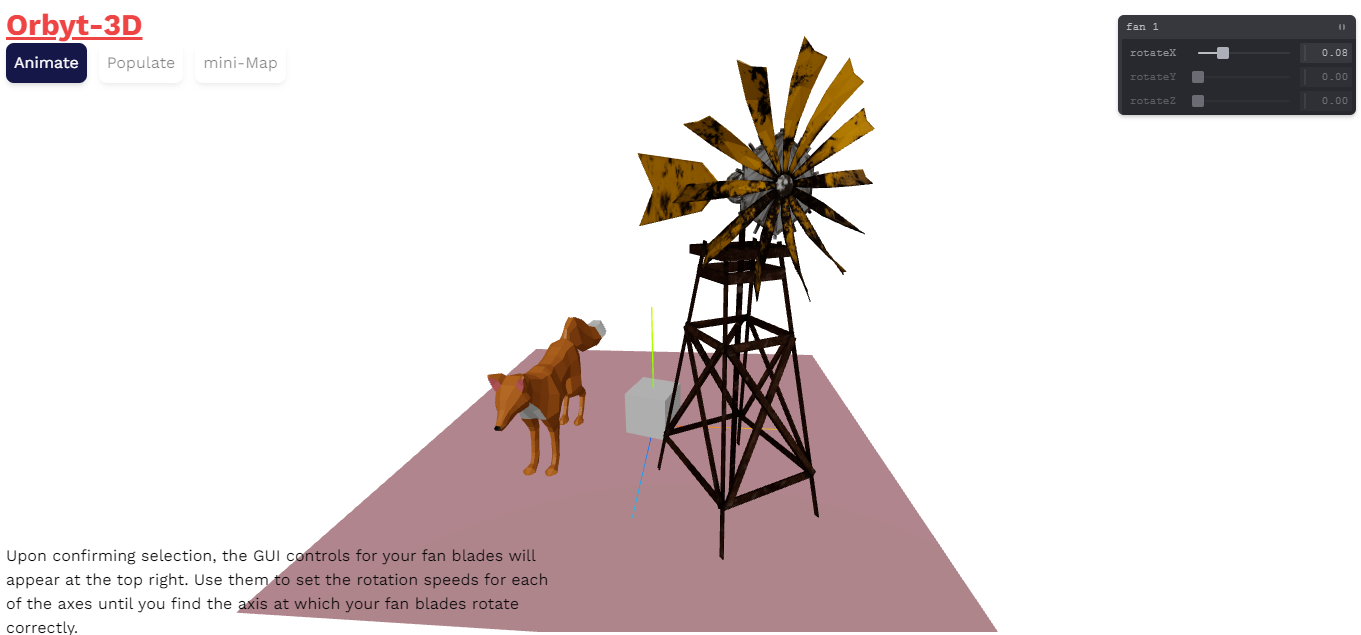 Orbyt-3D
Animate Populate mini-Map
fan 1
rotateX 0.08
rotateY 0.00
rotateZ 0.00
Upon confirming selection, the GUI controls for your fan blades will
appear at the top right. Use them to set the rotation speeds for each
of the axes until you find the axis at which your fan blades rotate
correctly.